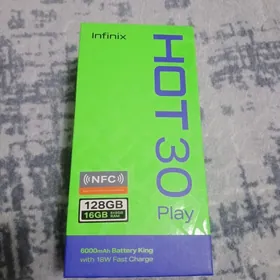 Infinix
HOT 30
Play
NFC
128GB
16GB
6000mAh Battery King
with 18W Fast Charge